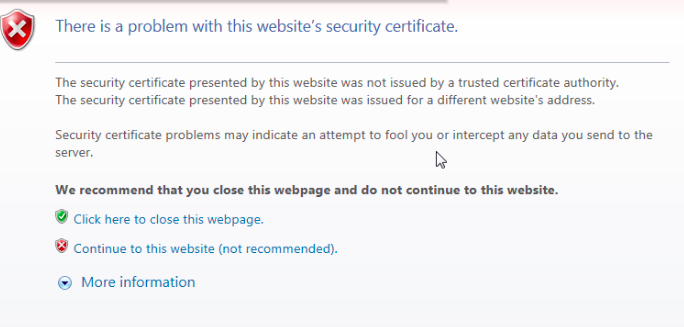 There is a problem with this website's security certificate.
The security certificate presented by this website was not issued by a trusted certificate authority.
The security certificate presented by this website was issued for a different website's address.
Security certificate problems may indicate an attempt to fool you or intercept any data you send to the
server.
We recommend that you close this webpage and do not continue to this website.
Click here to close this webpage.
Continue to this website (not recommended).
More information